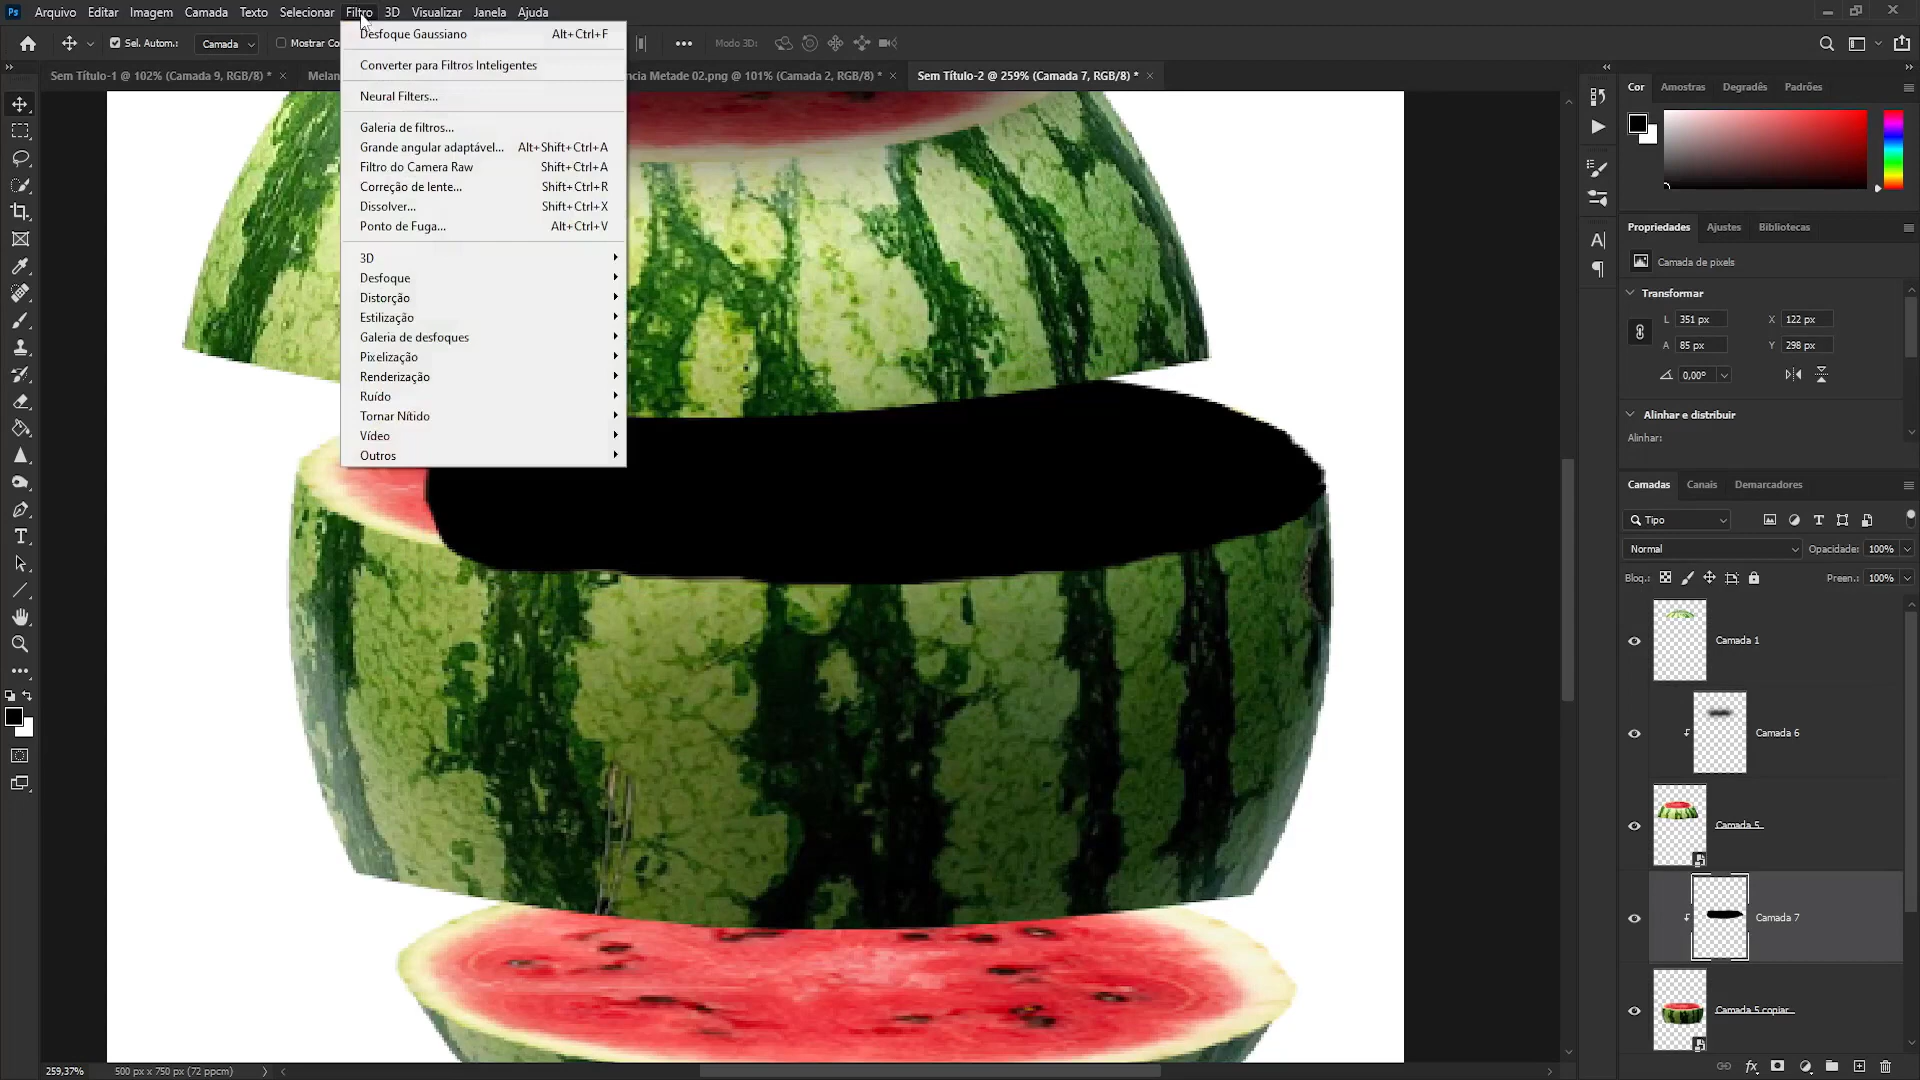 Ps Arquivo Editar Imagem Camada Texto Selecionar Filtro 3D Visualizar Janela Ajuda
Sel. Autom.: Camada Mostrar Co Modo 3D:
Sem Título-1 @ 102% (Camada 9, RGB/8) * Melan ncia Metade 02.png @ 101% (Camada 2, RGB/8) * Sem Título-2 @ 259% (Camada 7, RGB/8) *
Desfoque Gaussiano Alt+Ctrl+F
Converter para Filtros Inteligentes
Neural Filters...
Galeria de filtros...
Grande angular adaptável... Alt+Shift+Ctrl+A
Filtro do Camera Raw Shift+Ctrl+A
Correção de lente... Shift+Ctrl+R
Dissolver... Shift+Ctrl+X
Ponto de Fuga... Alt+Ctrl+V
3D
Desfoque
Distorção
Estilização
Galeria de desfoques
Pixelização
Renderização
Ruído
Tornar Nítido
Vídeo
Outros
Cor Amostras Degradês Padrões
Propriedades Ajustes Bibliotecas
Camada de pixels
Transformar
L 351 px X 122 px
A 85 px Y 298 px
0,00°
Alinhar e distribuir
Alinhar:
Camadas Canais Demarcadores
Tipo
Normal Opacidade: 100%
Bloq.: Preen.: 100%
Camada 1
Camada 6
Camada 5
Camada 7
Camada 5 copiar
259,37% 500 px x 750 px (72 ppcm)